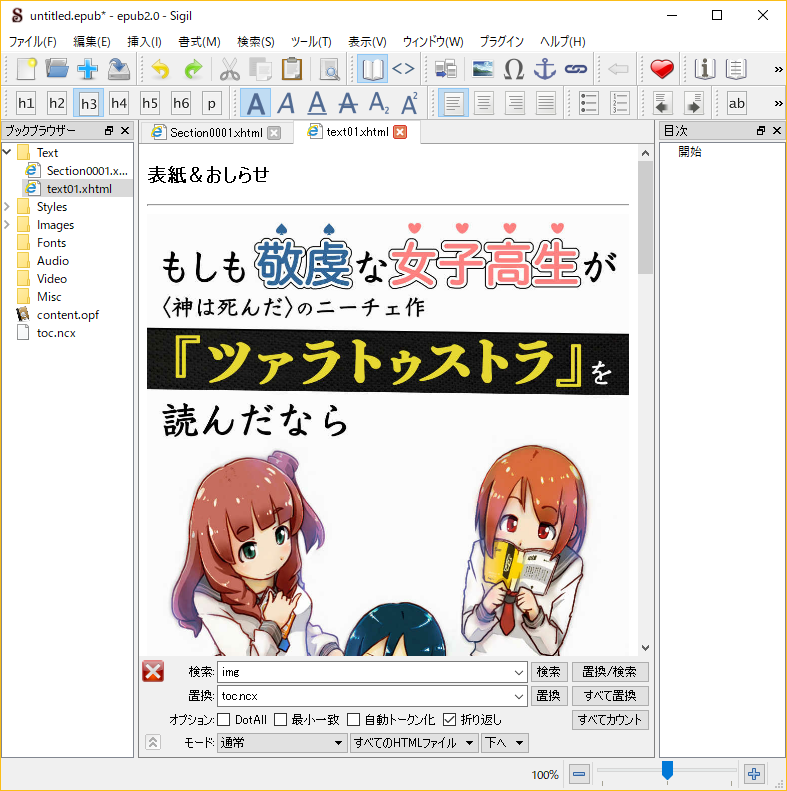 untitled.epub* - epub2.0 - Sigil
ファイル(F) 編集(E) 挿入(I) 書式(M) 検索(S) ツール(T) 表示(V) ウィンドウ(W) プラグイン ヘルプ(H)
h1 h2 h3 h4 h5 h6 p A A A A A2 A2 ab
ブックブラウザー
Text
Section0001.x...
text01.xhtml
Styles
Images
Fonts
Audio
Video
Misc
content.opf
toc.ncx
Section0001.xhtml text01.xhtml
表紙＆おしらせ
もしも敬虔な女子高生が
〈神は死んだ〉のニーチェ作
『ツァラトゥストラ』を
読んだなら
目次
開始
検索: img 検索 置換/検索
置換: toc.ncx 置換 すべて置換
オプション: DotAll 最小一致 自動トークン化 折り返し すべてカウント
モード: 通常 すべてのHTMLファイル 下へ
100%